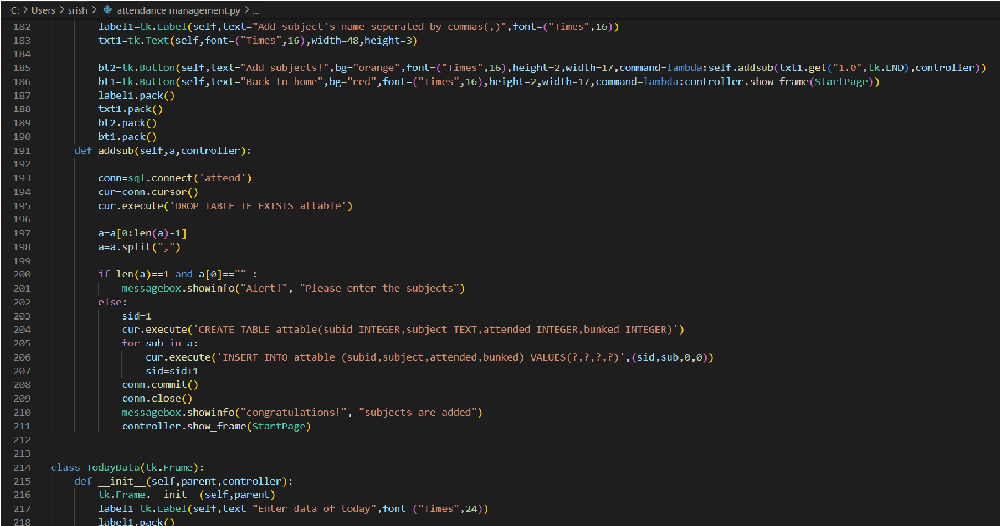 C: > Users > srish > attendance management.py > ...
182 label1=tk.Label(self,text="Add subject's name seperated by commas(,)",font=("Times",16))
183 txt1=tk.Text(self,font=("Times",16),width=48,height=3)
184
185 bt2=tk.Button(self,text="Add subjects!",bg="orange",font=("Times",16),height=2,width=17,command=lambda:self.addsub(txt1.get("1.0",tk.END),controller))
186 bt1=tk.Button(self,text="Back to home",bg="red",font=("Times",16),height=2,width=17,command=lambda:controller.show_frame(StartPage))
187 label1.pack()
188 txt1.pack()
189 bt2.pack()
190 bt1.pack()
191 def addsub(self,a,controller):
192
193 conn=sql.connect('attend')
194 cur=conn.cursor()
195 cur.execute('DROP TABLE IF EXISTS attable')
196
197 a=a[0:len(a)-1]
198 a=a.split(",")
199
200 if len(a)==1 and a[0]=="" :
201 messagebox.showinfo("Alert!", "Please enter the subjects")
202 else:
203 sid=1
204 cur.execute('CREATE TABLE attable(subid INTEGER,subject TEXT,attended INTEGER,bunked INTEGER)')
205 for sub in a:
206 cur.execute('INSERT INTO attable (subid,subject,attended,bunked) VALUES(?,?,?,?)',(sid,sub,0,0))
207 sid=sid+1
208 conn.commit()
209 conn.close()
210 messagebox.showinfo("congratulations!", "subjects are added")
211 controller.show_frame(StartPage)
212
213
214 class TodayData(tk.Frame):
215 def __init__(self,parent,controller):
216 tk.Frame.__init__(self,parent)
217 label1=tk.Label(self,text="Enter data of today",font=("Times",24))
218 label1.pack()